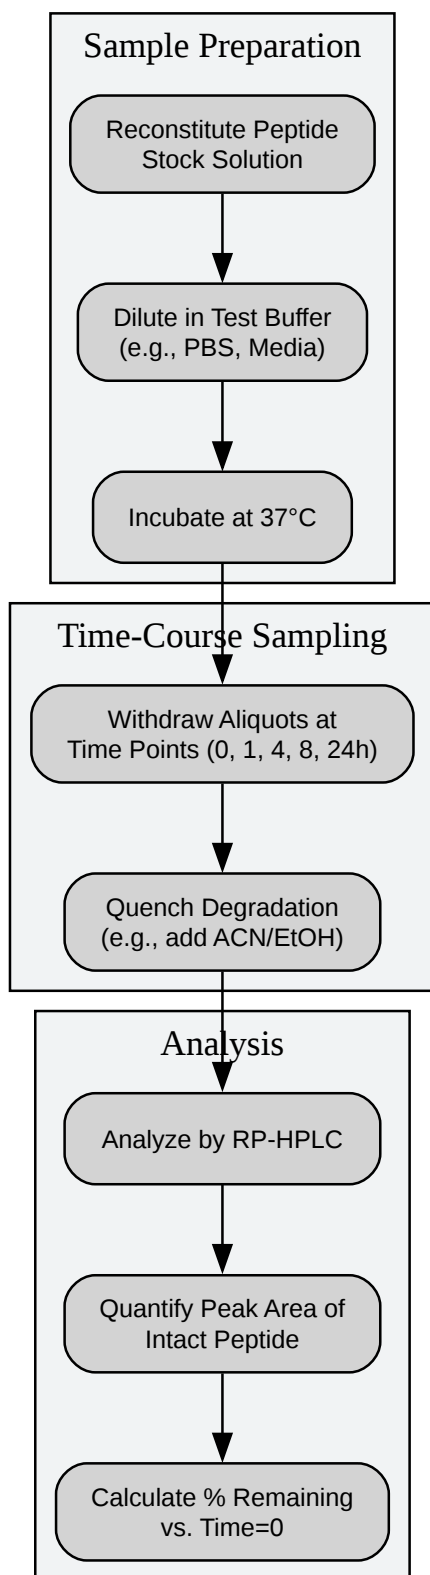 Sample Preparation
Reconstitute Peptide
Stock Solution
Dilute in Test Buffer
(e.g., PBS, Media)
Incubate at 37°C
Time-Course Sampling
Withdraw Aliquots at
Time Points (0, 1, 4, 8, 24h)
Quench Degradation
(e.g., add ACN/EtOH)
Analysis
Analyze by RP-HPLC
Quantify Peak Area of
Intact Peptide
Calculate % Remaining
vs. Time=0